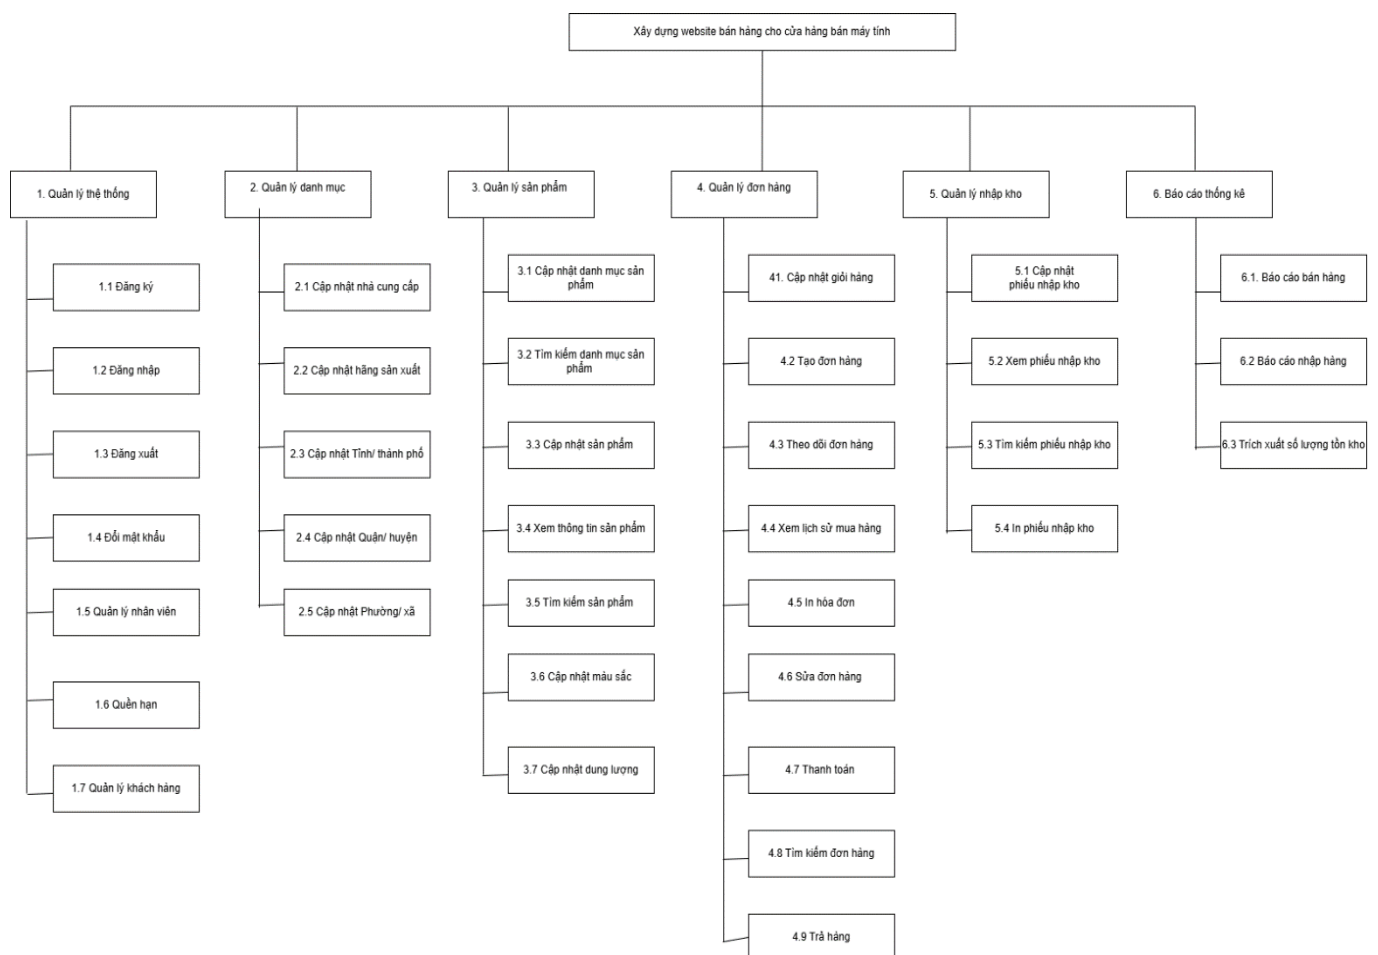 Xây dựng website bán hàng cho cửa hàng bán máy tính
1. Quản lý thệ thống
1.1 Đăng ký
1.2 Đăng nhập
1.3 Đăng xuất
1.4 Đổi mật khẩu
1.5 Quản lý nhân viên
1.6 Quền hạn
1.7 Quản lý khách hàng
2. Quản lý danh mục
2.1 Cập nhật nhà cung cấp
2.2 Cập nhật hãng sản xuất
2.3 Cập nhật Tỉnh/ thành phố
2.4 Cập nhật Quận/ huyện
2.5 Cập nhật Phường/ xã
3. Quản lý sản phẩm
3.1 Cập nhật danh mục sản
phẩm
3.2 Tìm kiếm danh mục sản
phẩm
3.3 Cập nhật sản phẩm
3.4 Xem thông tin sản phẩm
3.5 Tìm kiếm sản phẩm
3.6 Cập nhật màu sắc
3.7 Cập nhật dung lượng
4. Quản lý đơn hàng
41. Cập nhật giỏi hàng
4.2 Tạo đơn hàng
4.3 Theo dõi đơn hàng
4.4 Xem lịch sử mua hàng
4.5 In hóa đơn
4.6 Sửa đơn hàng
4.7 Thanh toán
4.8 Tìm kiếm đơn hàng
4.9 Trả hàng
5. Quản lý nhập kho
5.1 Cập nhật
phiếu nhập kho
5.2 Xem phiếu nhập kho
5.3 Tìm kiếm phiếu nhập kho
5.4 In phiếu nhập kho
6. Báo cáo thống kê
6.1. Báo cáo bán hàng
6.2 Báo cáo nhập hàng
6.3 Trích xuất số lượng tồn kho